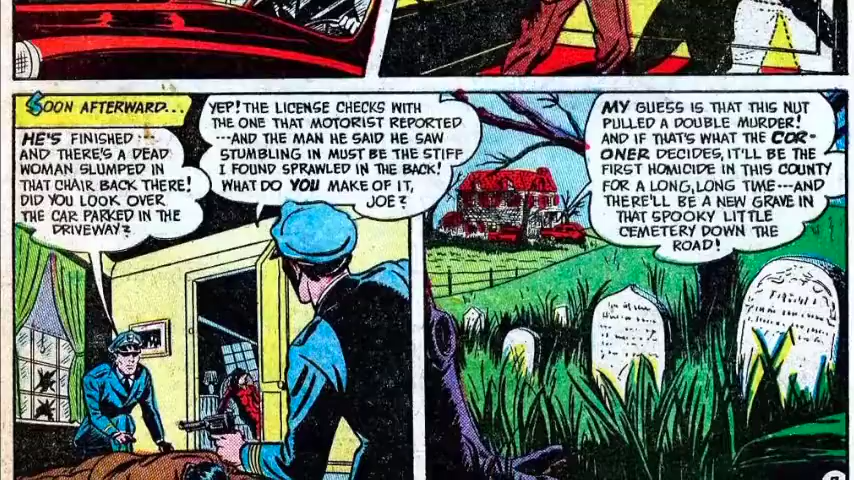 SOON AFTERWARD...
HE'S FINISHED---
AND THERE'S A DEAD
WOMAN SLUMPED IN
THAT CHAIR BACK THERE!
DID YOU LOOK OVER
THE CAR PARKED IN THE
DRIVEWAY?
YEP! THE LICENSE CHECKS WITH
THE ONE THAT MOTORIST REPORTED
---AND THE MAN HE SAID HE SAW
STUMBLING IN MUST BE THE STIFF
I FOUND SPRAWLED IN THE BACK!
WHAT DO YOU MAKE OF IT,
JOE?
MY GUESS IS THAT THIS NUT
PULLED A DOUBLE MURDER!
AND IF THAT'S WHAT THE COR-
ONER DECIDES, IT'LL BE THE
FIRST HOMICIDE IN THIS COUNTY
FOR A LONG, LONG TIME---AND
THERE'LL BE A NEW GRAVE IN
THAT SPOOKY LITTLE
CEMETERY DOWN THE
ROAD!